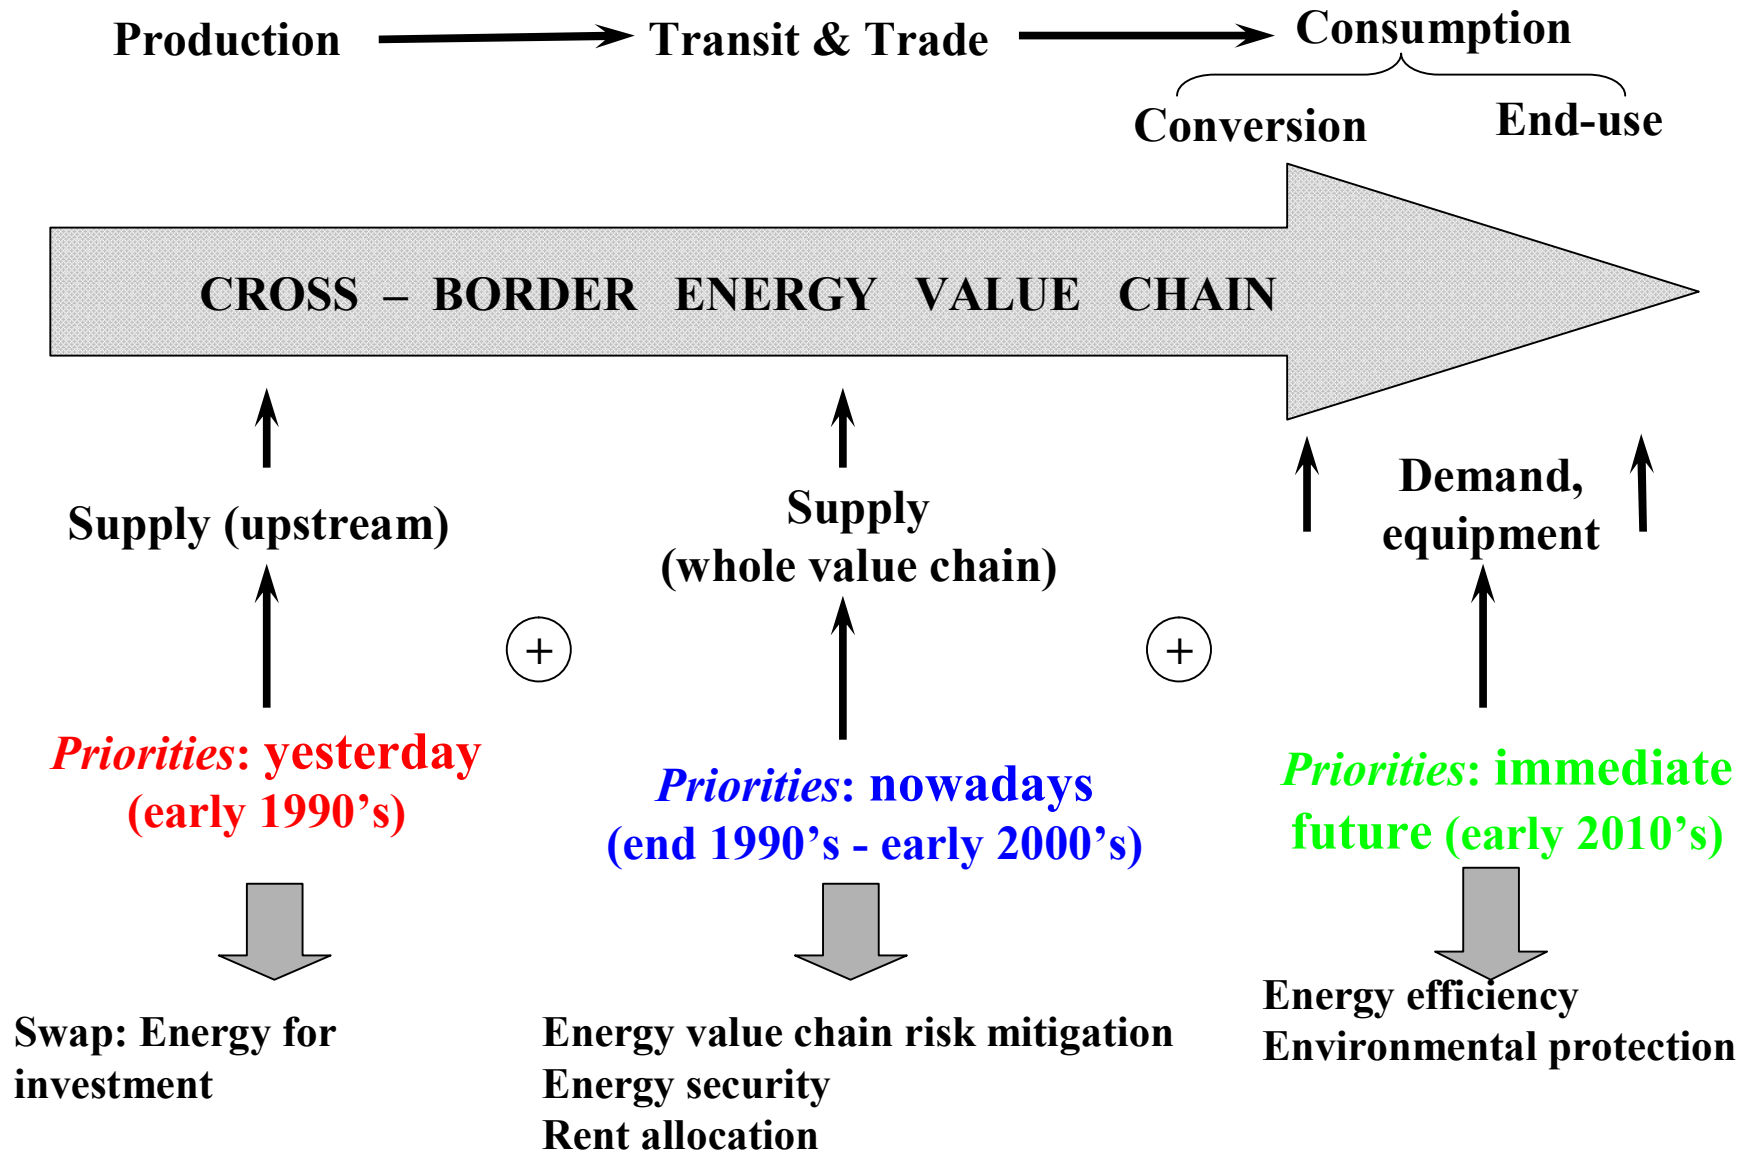 Production
Transit & Trade
Consumption
Conversion
End-use
CROSS – BORDER ENERGY VALUE CHAIN
Supply (upstream)
Supply
(whole value chain)
Demand,
equipment
+
+
Priorities: yesterday
(early 1990’s)
Priorities: nowadays
(end 1990’s - early 2000’s)
Priorities: immediate
future (early 2010’s)
Swap: Energy for
investment
Energy value chain risk mitigation
Energy security
Rent allocation
Energy efficiency
Environmental protection